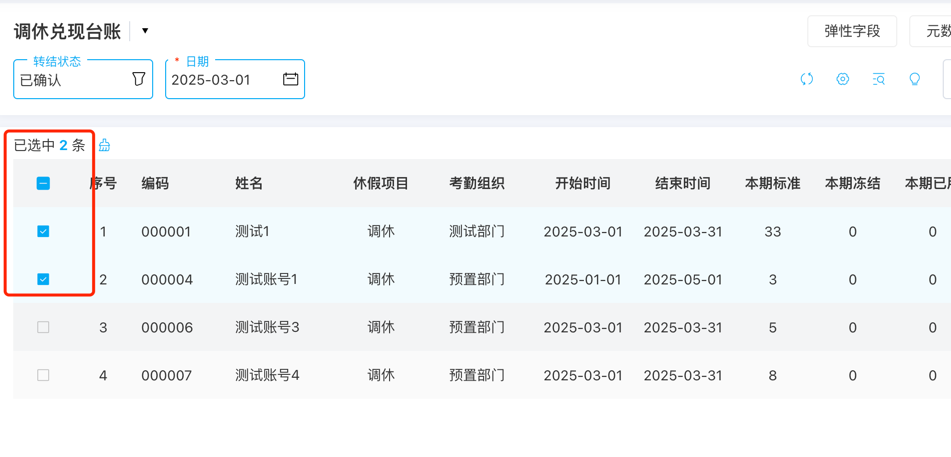 调休兑现台账
弹性字段
元数
转结状态
已确认
* 日期
2025-03-01
已选中 2 条
序号 编码 姓名 休假项目 考勤组织 开始时间 结束时间 本期标准 本期冻结 本期已
1 000001 测试1 调休 测试部门 2025-03-01 2025-03-31 33 0 0
2 000004 测试账号1 调休 预置部门 2025-01-01 2025-05-01 3 0 0
3 000006 测试账号3 调休 预置部门 2025-03-01 2025-03-31 5 0 0
4 000007 测试账号4 调休 预置部门 2025-03-01 2025-03-31 8 0 0